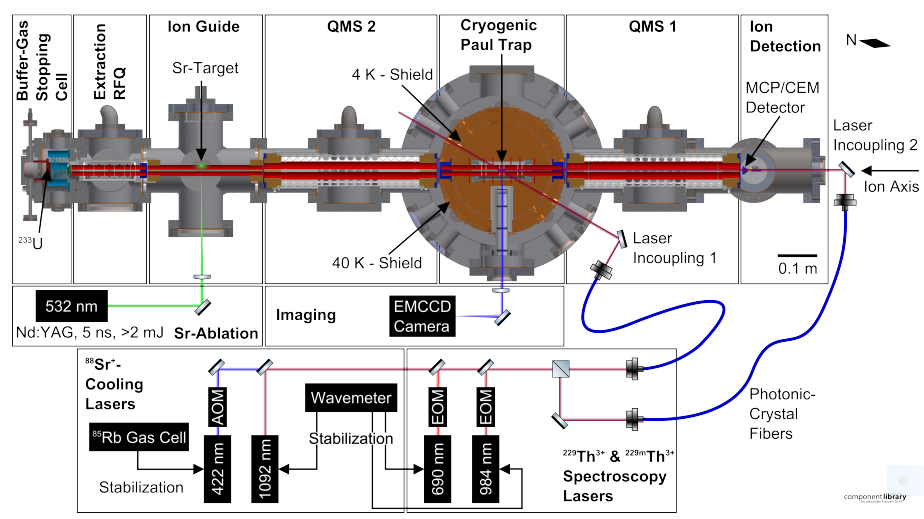 Buffer-Gas
Stopping
Cell
Extraction
RFQ
Ion Guide
Sr-Target
QMS 2
Cryogenic
Paul Trap
4 K - Shield
40 K - Shield
QMS 1
Ion
Detection
MCP/CEM
Detector
N
Laser
Incoupling 2
Ion Axis
²³³U
Laser
Incoupling 1
0.1 m
532 nm
Nd:YAG, 5 ns, >2 mJ
Sr-Ablation
Imaging
EMCCD
Camera
⁸⁸Sr⁺-
Cooling
Lasers
AOM
Wavemeter
EOM
EOM
⁸⁵Rb Gas Cell
Stabilization
Stabilization
422 nm
1092 nm
690 nm
984 nm
²²⁹Th³⁺ & ²²⁹ᵐTh³⁺
Spectroscopy
Lasers
Photonic-
Crystal
Fibers
componentlibrary